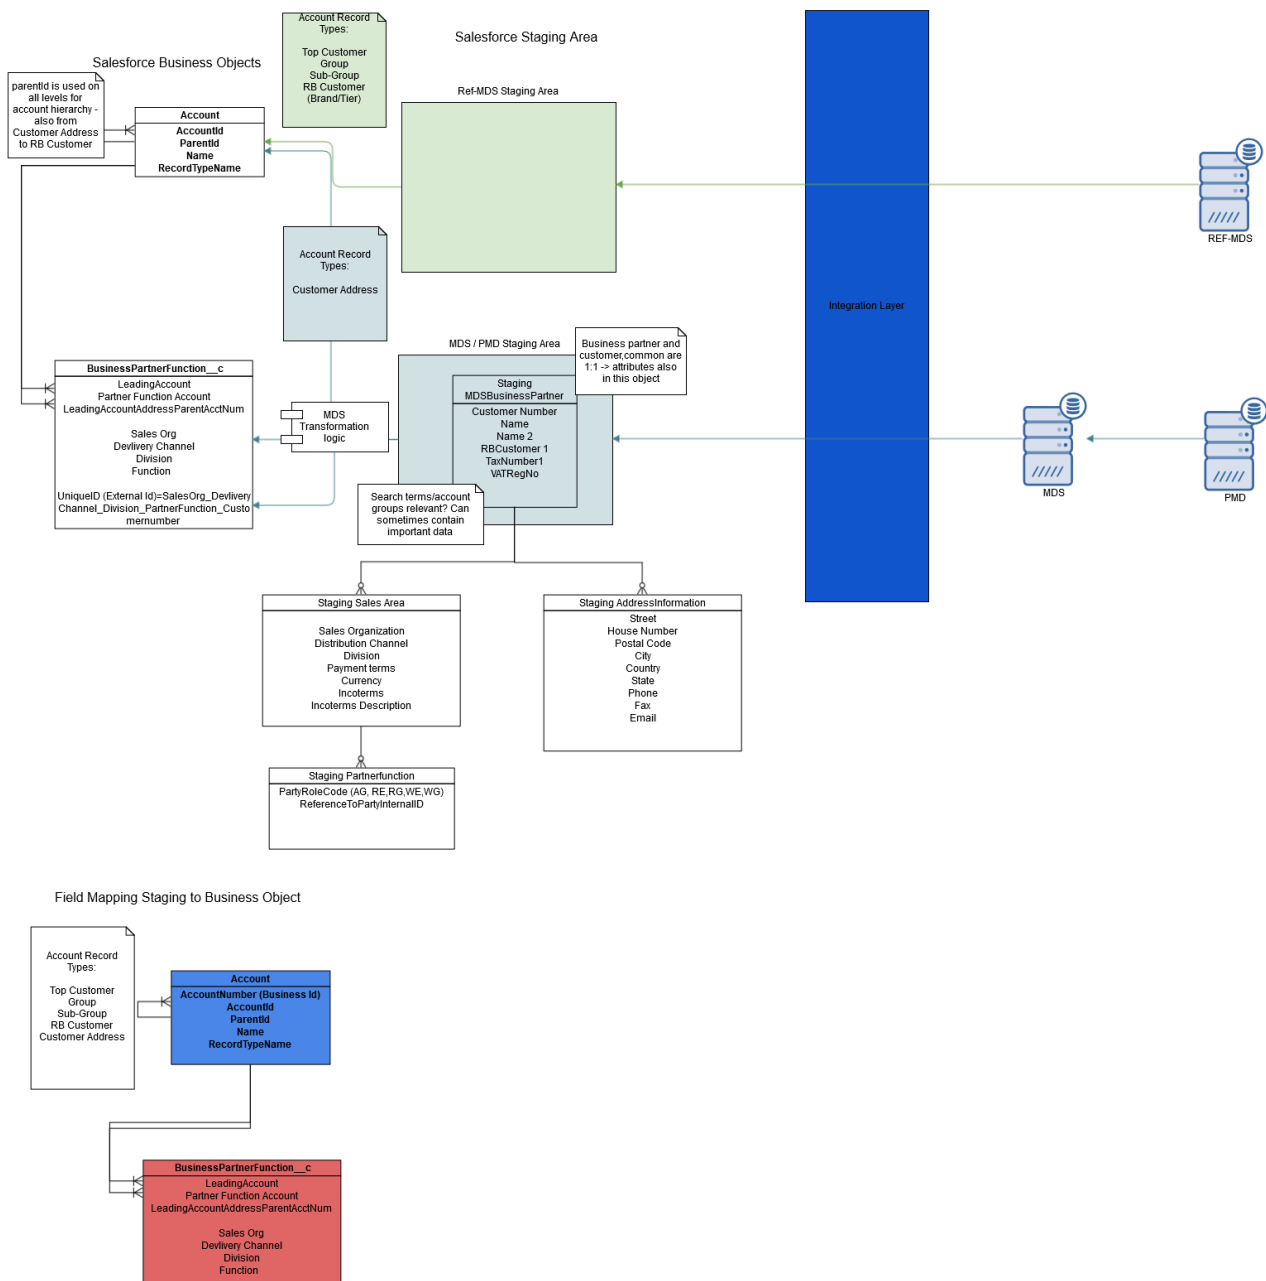 Account Record
Types:
Top Customer
Group
Sub-Group
RB Customer
(Brand/Tier)
Salesforce Staging Area
Salesforce Business Objects
parentId is used on
all levels for
account hierarchy -
also from
Customer Address
to RB Customer
Account
AccountId
ParentId
Name
RecordTypeName
Ref-MDS Staging Area
REF-MDS
Account Record
Types:
Customer Address
Integration Layer
MDS / PMD Staging Area
Business partner and
customer,common are
1:1 -> attributes also
in this object
BusinessPartnerFunction__c
LeadingAccount
Partner Function Account
LeadingAccountAddressParentAcctNum
Sales Org
Devlivery Channel
Division
Function
UniqueID (External Id)=SalesOrg_Devlivery
Channel_Division_PartnerFunction_Custo
mernumber
MDS
Transformation
logic
Staging
MDSBusinessPartner
Customer Number
Name
Name 2
RBCustomer 1
TaxNumber1
VATRegNo
Search terms/account
groups relevant? Can
sometimes contain
important data
MDS
PMD
Staging Sales Area
Sales Organization
Distribution Channel
Division
Payment terms
Currency
Incoterms
Incoterms Description
Staging AddressInformation
Street
House Number
Postal Code
City
Country
State
Phone
Fax
Email
Staging Partnerfunction
PartyRoleCode (AG, RE,RG,WE,WG)
ReferenceToPartyInternalID
Field Mapping Staging to Business Object
Account Record
Types:
Top Customer
Group
Sub-Group
RB Customer
Customer Address
Account
AccountNumber (Business Id)
AccountId
ParentId
Name
RecordTypeName
BusinessPartnerFunction__c
LeadingAccount
Partner Function Account
LeadingAccountAddressParentAcctNum
Sales Org
Devlivery Channel
Division
Function